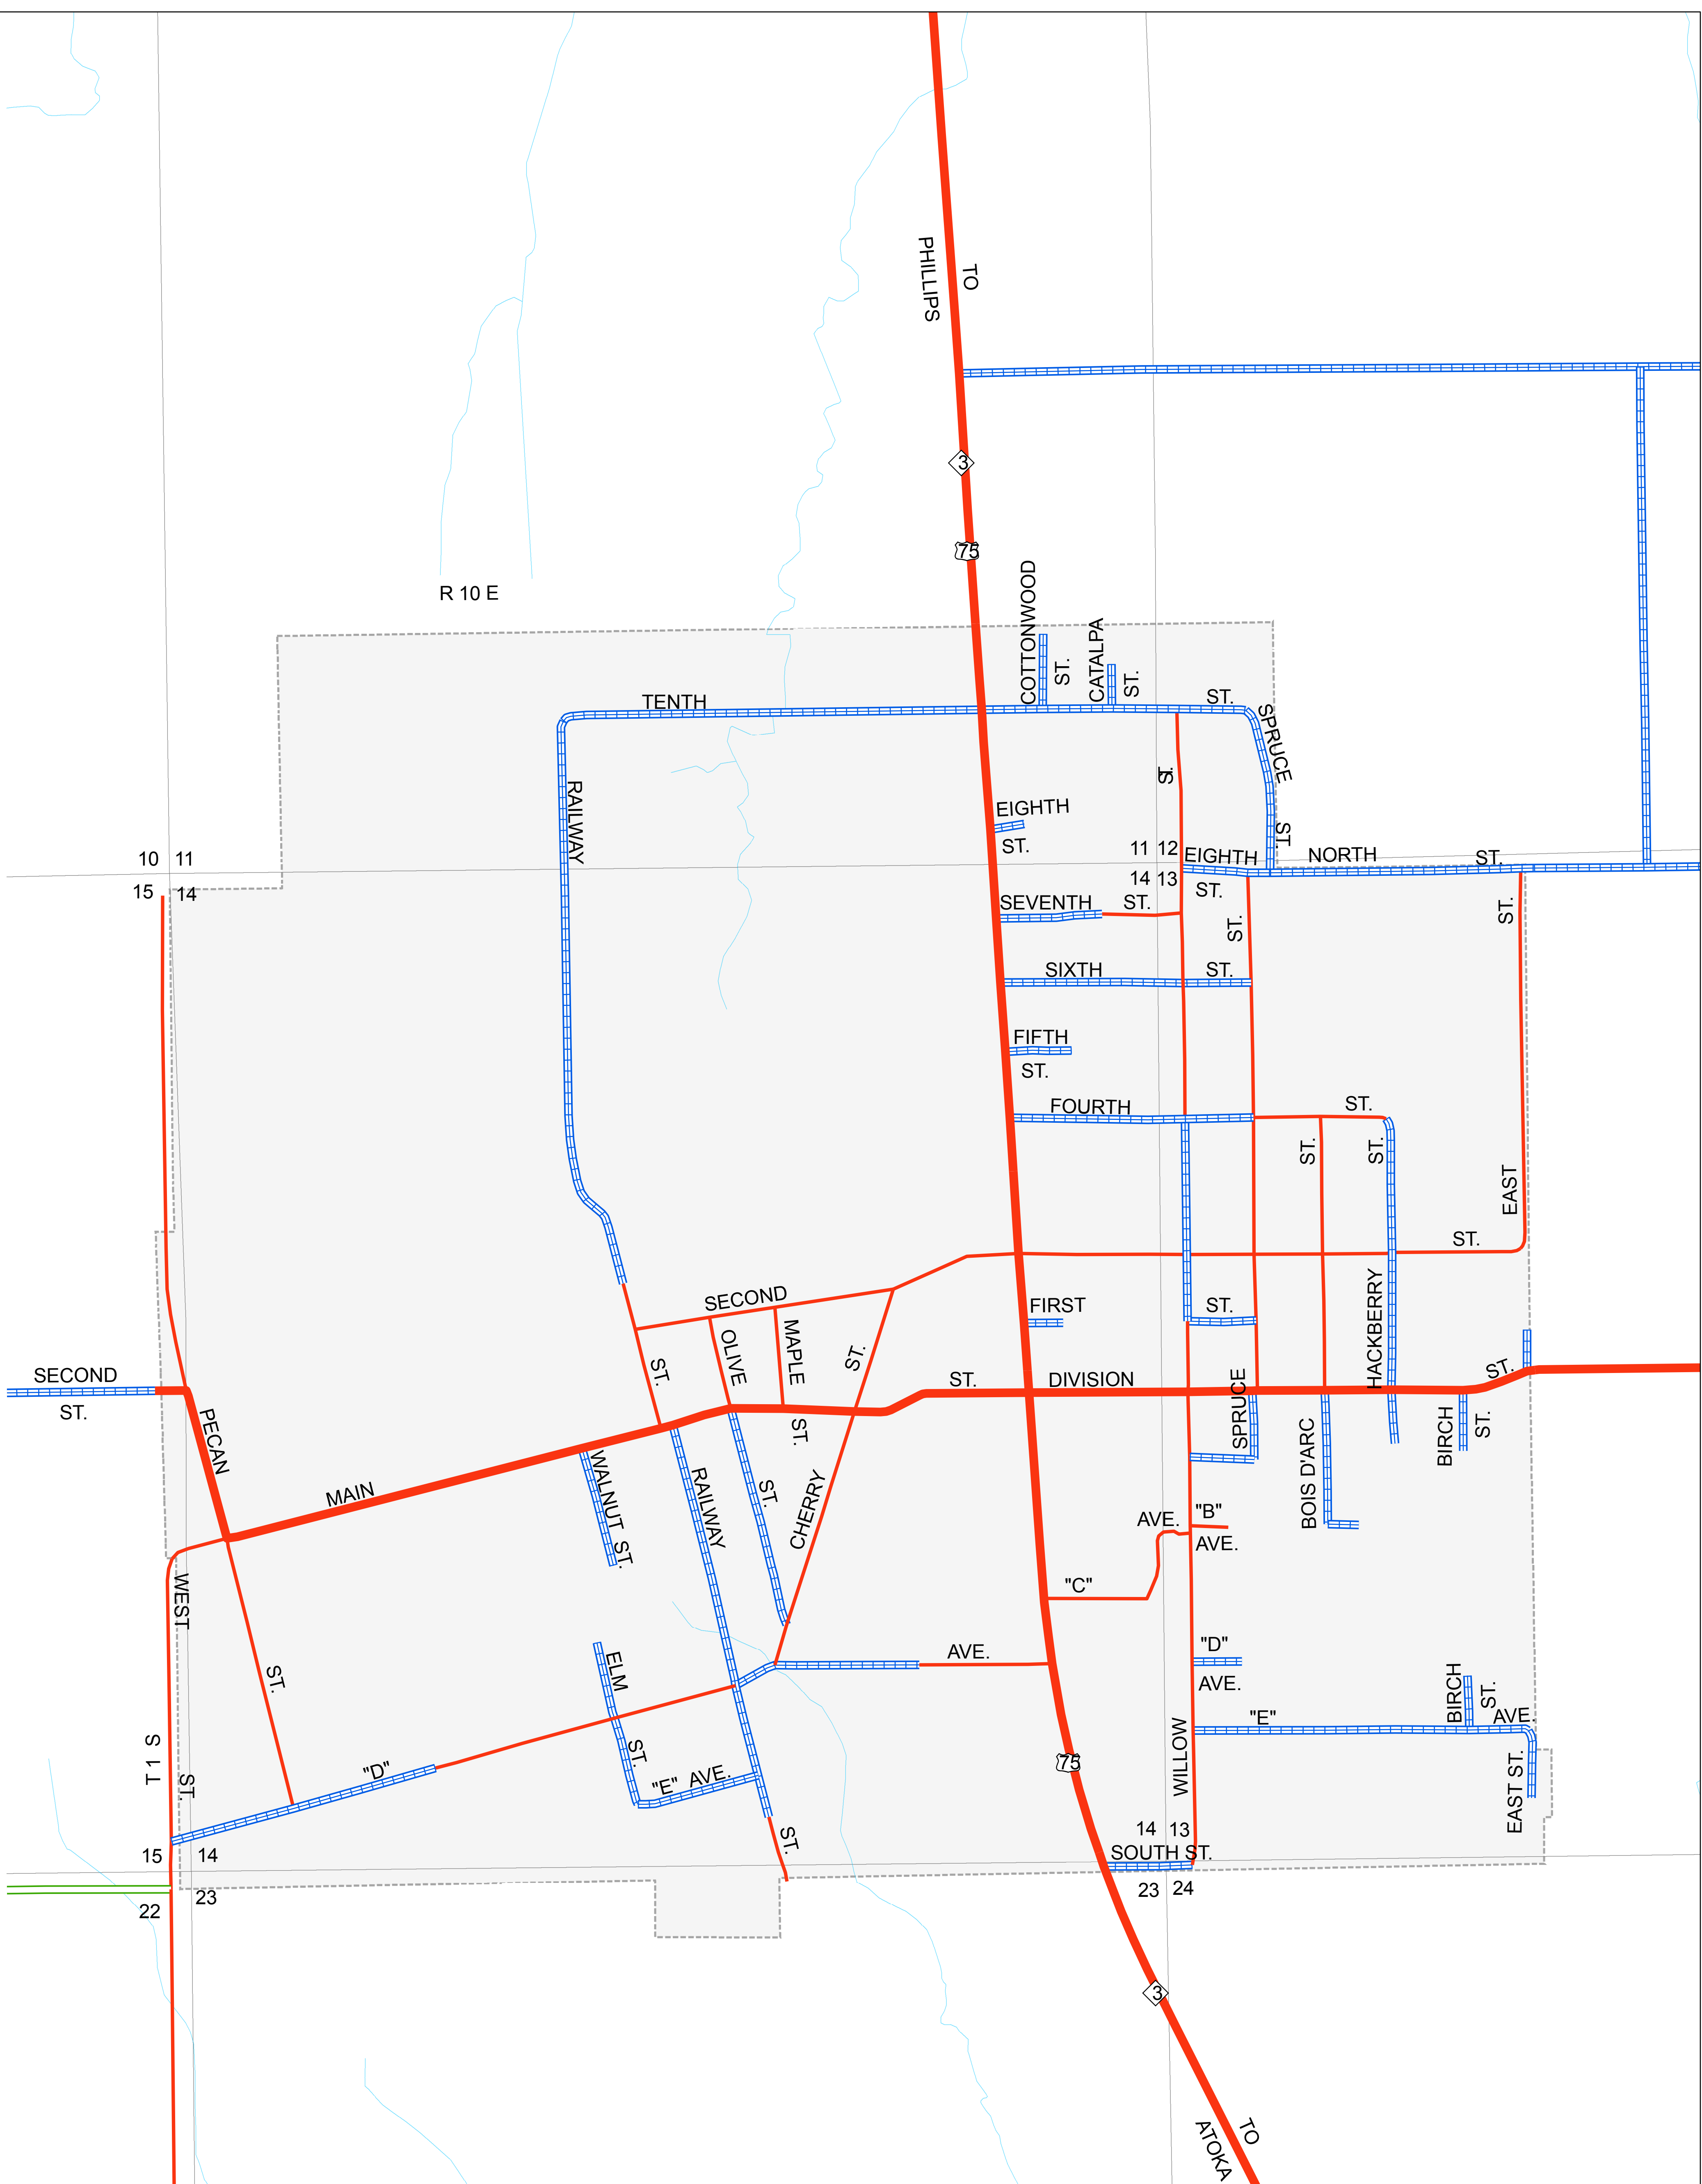 PHILLIPS
TO
3
75
R 10 E
COTTONWOOD
ST.
CATALPA
ST.
TENTH
ST.
SPRUCE
ST.
RAILWAY
ST.
EIGHTH
ST.
10
11
11
12
EIGHTH
NORTH
ST.
15
14
14
13
ST.
SEVENTH
ST.
ST.
ST.
SIXTH
ST.
FIFTH
ST.
FOURTH
ST.
ST.
ST.
EAST
ST.
SECOND
FIRST
ST.
HACKBERRY
OLIVE
MAPLE
ST.
ST.
SECOND
ST.
ST.
DIVISION
ST.
PECAN
ST.
SPRUCE
BOIS D'ARC
BIRCH
ST.
MAIN
WALNUT ST.
RAILWAY
ST.
CHERRY
AVE.
"B"
AVE.
"C"
WEST
ST.
ELM
AVE.
"D"
AVE.
BIRCH
ST.
"E"
AVE.
T 1 S
ST.
"D"
ST.
"E" AVE.
75
WILLOW
EAST ST.
ST.
14
13
15
14
SOUTH ST.
22
23
23
24
3
TO
ATOKA